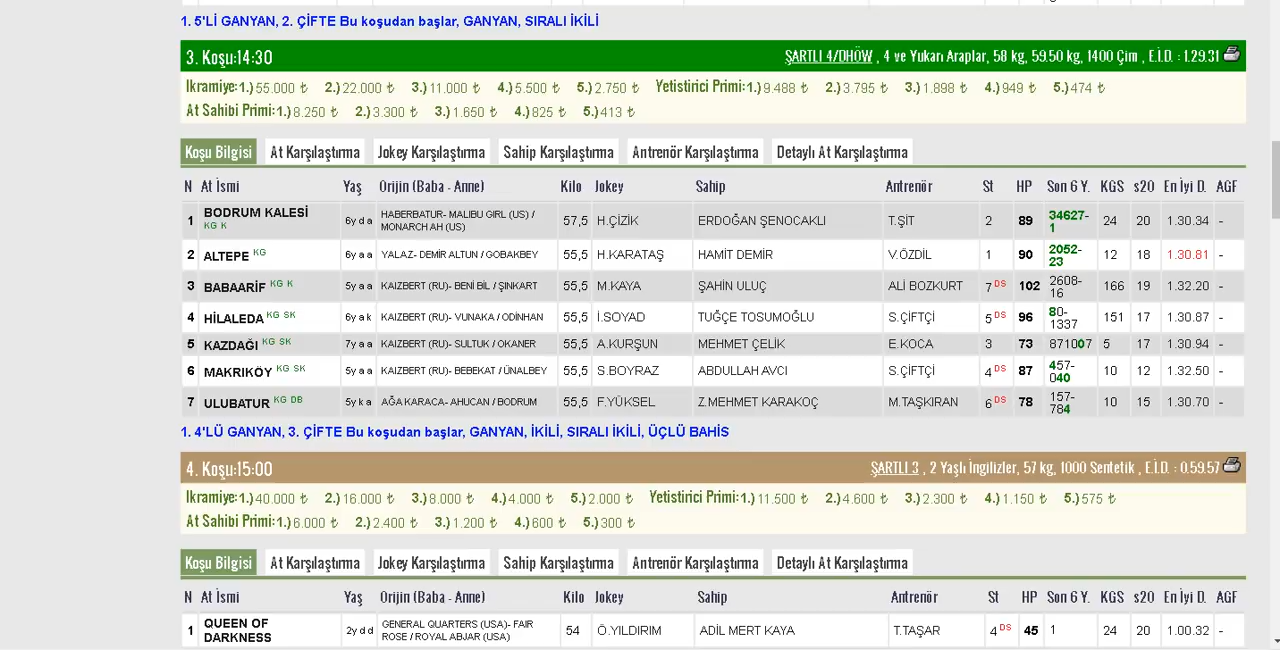 1. 5'Lİ GANYAN, 2. ÇİFTE Bu koşudan başlar, GANYAN, SIRALI İKİLİ
3. Koşu:14:30 ŞARTLI 4/DHÖW , 4 ve Yukarı Araplar, 58 kg, 59.50 kg, 1400 Çim , E.İ.D. : 1.29.31
İkramiye:1.) 55.000 ₺ 2.) 22.000 ₺ 3.) 11.000 ₺ 4.) 5.500 ₺ 5.) 2.750 ₺ Yetistirici Primi:1.) 9.488 ₺ 2.) 3.795 ₺ 3.) 1.898 ₺ 4.) 949 ₺ 5.) 474 ₺
At Sahibi Primi:1.) 8.250 ₺ 2.) 3.300 ₺ 3.) 1.650 ₺ 4.) 825 ₺ 5.) 413 ₺
Koşu Bilgisi At Karşılaştırma Jokey Karşılaştırma Sahip Karşılaştırma Antrenör Karşılaştırma Detaylı At Karşılaştırma
N At İsmi Yaş Orijin (Baba - Anne) Kilo Jokey Sahip Antrenör St HP Son 6 Y. KGS s20 En İyi D. AGF
1 BODRUM KALESİ KG K 6y d a HABERBATUR- MALIBU GIRL (US) / MONARCH AH (US) 57,5 H.ÇİZİK ERDOĞAN ŞENOCAKLI T.ŞİT 2 89 34627-1 24 20 1.30.34 -
2 ALTEPE KG 6y a a YALAZ- DEMİR ALTUN / GOBAKBEY 55,5 H.KARATAŞ HAMİT DEMİR V.ÖZDİL 1 90 2052-23 12 18 1.30.81 -
3 BABAARİF KG K 5y a a KAIZBERT (RU)- BENİ BİL / ŞINKART 55,5 M.KAYA ŞAHİN ULUÇ ALİ BOZKURT 7 DS 102 2608-16 166 19 1.32.20 -
4 HİLALEDA KG SK 6y a k KAIZBERT (RU)- VUNAKA / ODİNHAN 55,5 İ.SOYAD TUĞÇE TOSUMOĞLU S.ÇİFTÇİ 5 DS 96 80-1337 151 17 1.30.87 -
5 KAZDAĞI KG SK 7y a a KAIZBERT (RU)- SULTUK / OKANER 55,5 A.KURŞUN MEHMET ÇELİK E.KOCA 3 73 871007 5 17 1.30.94 -
6 MAKRIKÖY KG SK 5y a a KAIZBERT (RU)- BEBEKAT / ÜNALBEY 55,5 S.BOYRAZ ABDULLAH AVCI S.ÇİFTÇİ 4 DS 87 457-040 10 12 1.32.50 -
7 ULUBATUR KG DB 5y k a AĞA KARACA- AHUCAN / BODRUM 55,5 F.YÜKSEL Z.MEHMET KARAKOÇ M.TAŞKIRAN 6 DS 78 157-784 10 15 1.30.70 -
1. 4'LÜ GANYAN, 3. ÇİFTE Bu koşudan başlar, GANYAN, İKİLİ, SIRALI İKİLİ, ÜÇLÜ BAHİS
4. Koşu:15:00 ŞARTLI 3 , 2 Yaşlı İngilizler, 57 kg, 1000 Sentetik , E.İ.D. : 0.59.57
İkramiye:1.) 40.000 ₺ 2.) 16.000 ₺ 3.) 8.000 ₺ 4.) 4.000 ₺ 5.) 2.000 ₺ Yetistirici Primi:1.) 11.500 ₺ 2.) 4.600 ₺ 3.) 2.300 ₺ 4.) 1.150 ₺ 5.) 575 ₺
At Sahibi Primi:1.) 6.000 ₺ 2.) 2.400 ₺ 3.) 1.200 ₺ 4.) 600 ₺ 5.) 300 ₺
Koşu Bilgisi At Karşılaştırma Jokey Karşılaştırma Sahip Karşılaştırma Antrenör Karşılaştırma Detaylı At Karşılaştırma
N At İsmi Yaş Orijin (Baba - Anne) Kilo Jokey Sahip Antrenör St HP Son 6 Y. KGS s20 En İyi D. AGF
1 QUEEN OF DARKNESS 2y d d GENERAL QUARTERS (USA)- FAIR ROSE / ROYAL ABJAR (USA) 54 Ö.YILDIRIM ADİL MERT KAYA T.TAŞAR 4 DS 45 1 24 20 1.00.32 -